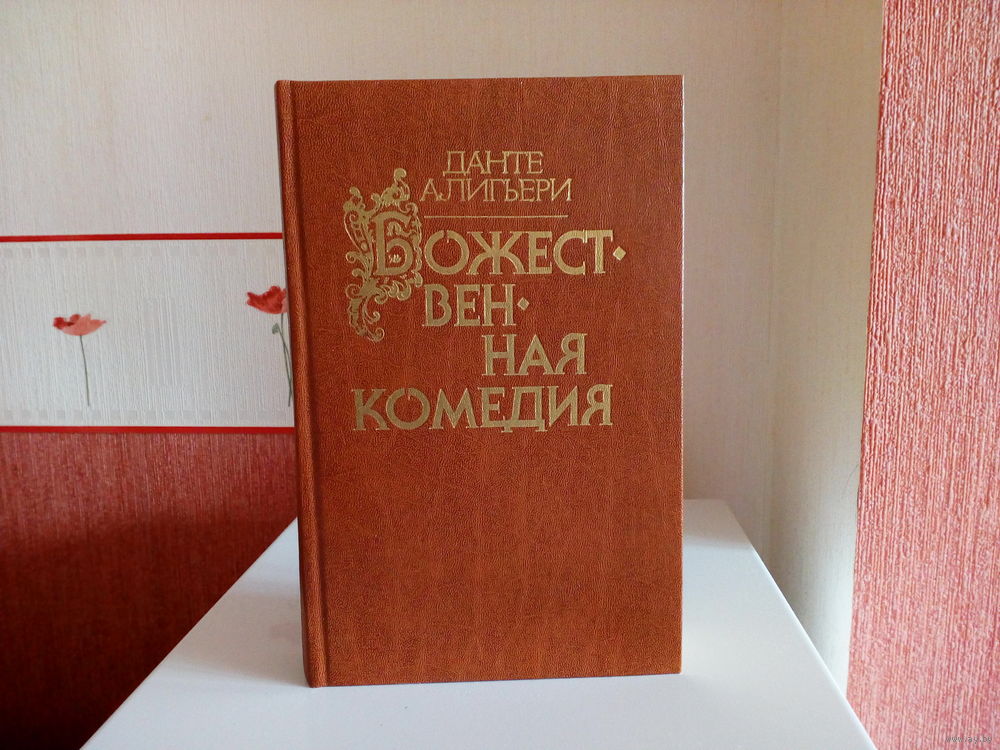 ДАНТЕ
АЛИГЬЕРИ
БОЖЕСТ·
ВЕН·
НАЯ
КОМЕДИЯ